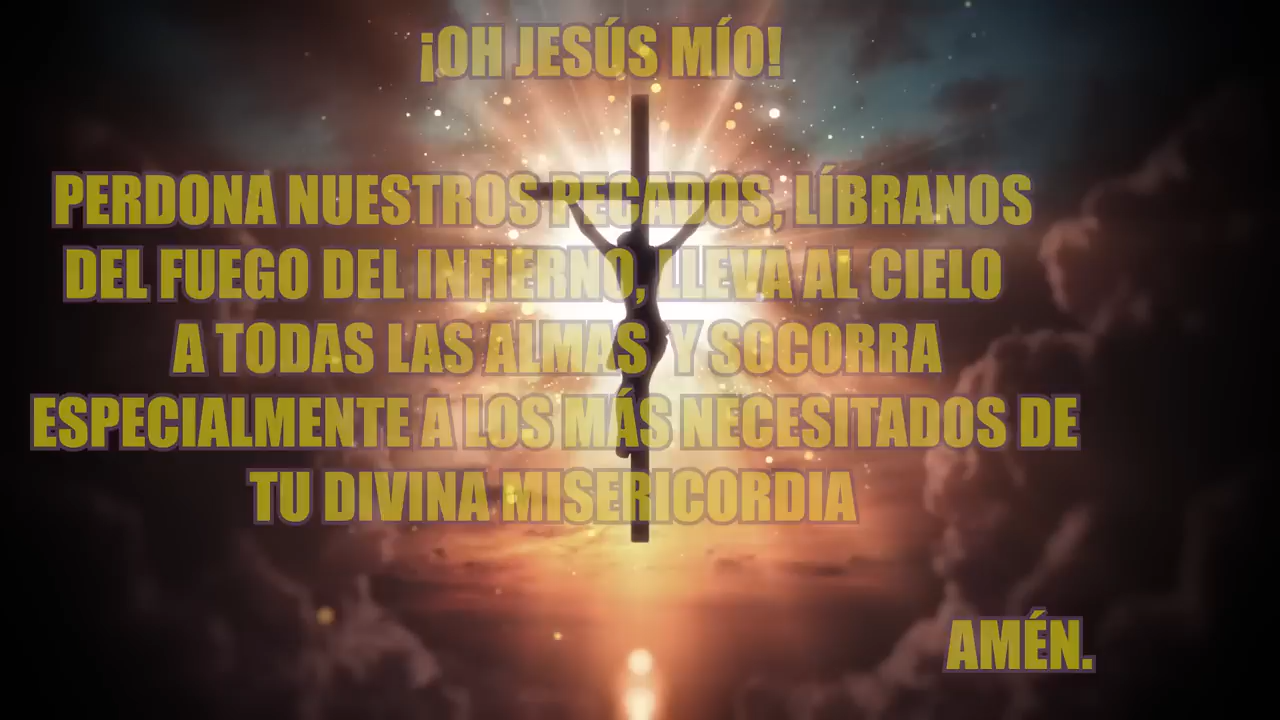 ¡OH JESÚS MÍO!
PERDONA NUESTROS PECADOS, LÍBRANOS
DEL FUEGO DEL INFIERNO, LLEVA AL CIELO
A TODAS LAS ALMAS Y SOCORRA
ESPECIALMENTE A LOS MÁS NECESITADOS DE
TU DIVINA MISERICORDIA
AMÉN.